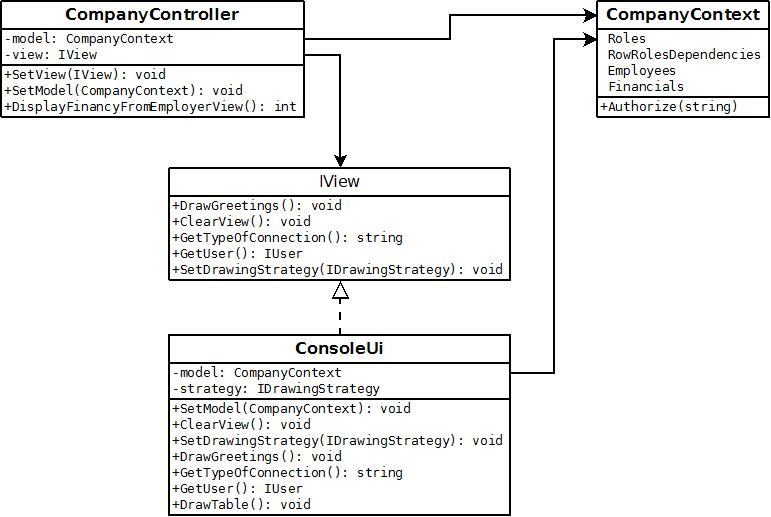 CompanyController
-model: CompanyContext
-view: IView
+SetView(IView): void
+SetModel(CompanyContext): void
+DisplayFinancyFromEmployerView(): int
CompanyContext
Roles
RowRolesDependencies
Employees
Financials
+Authorize(string)
IView
+DrawGreetings(): void
+ClearView(): void
+GetTypeOfConnection(): string
+GetUser(): IUser
+SetDrawingStrategy(IDrawingStrategy): void
ConsoleUi
-model: CompanyContext
-strategy: IDrawingStrategy
+SetModel(CompanyContext): void
+ClearView(): void
+SetDrawingStrategy(IDrawingStrategy): void
+DrawGreetings(): void
+GetTypeOfConnection(): string
+GetUser(): IUser
+DrawTable(): void